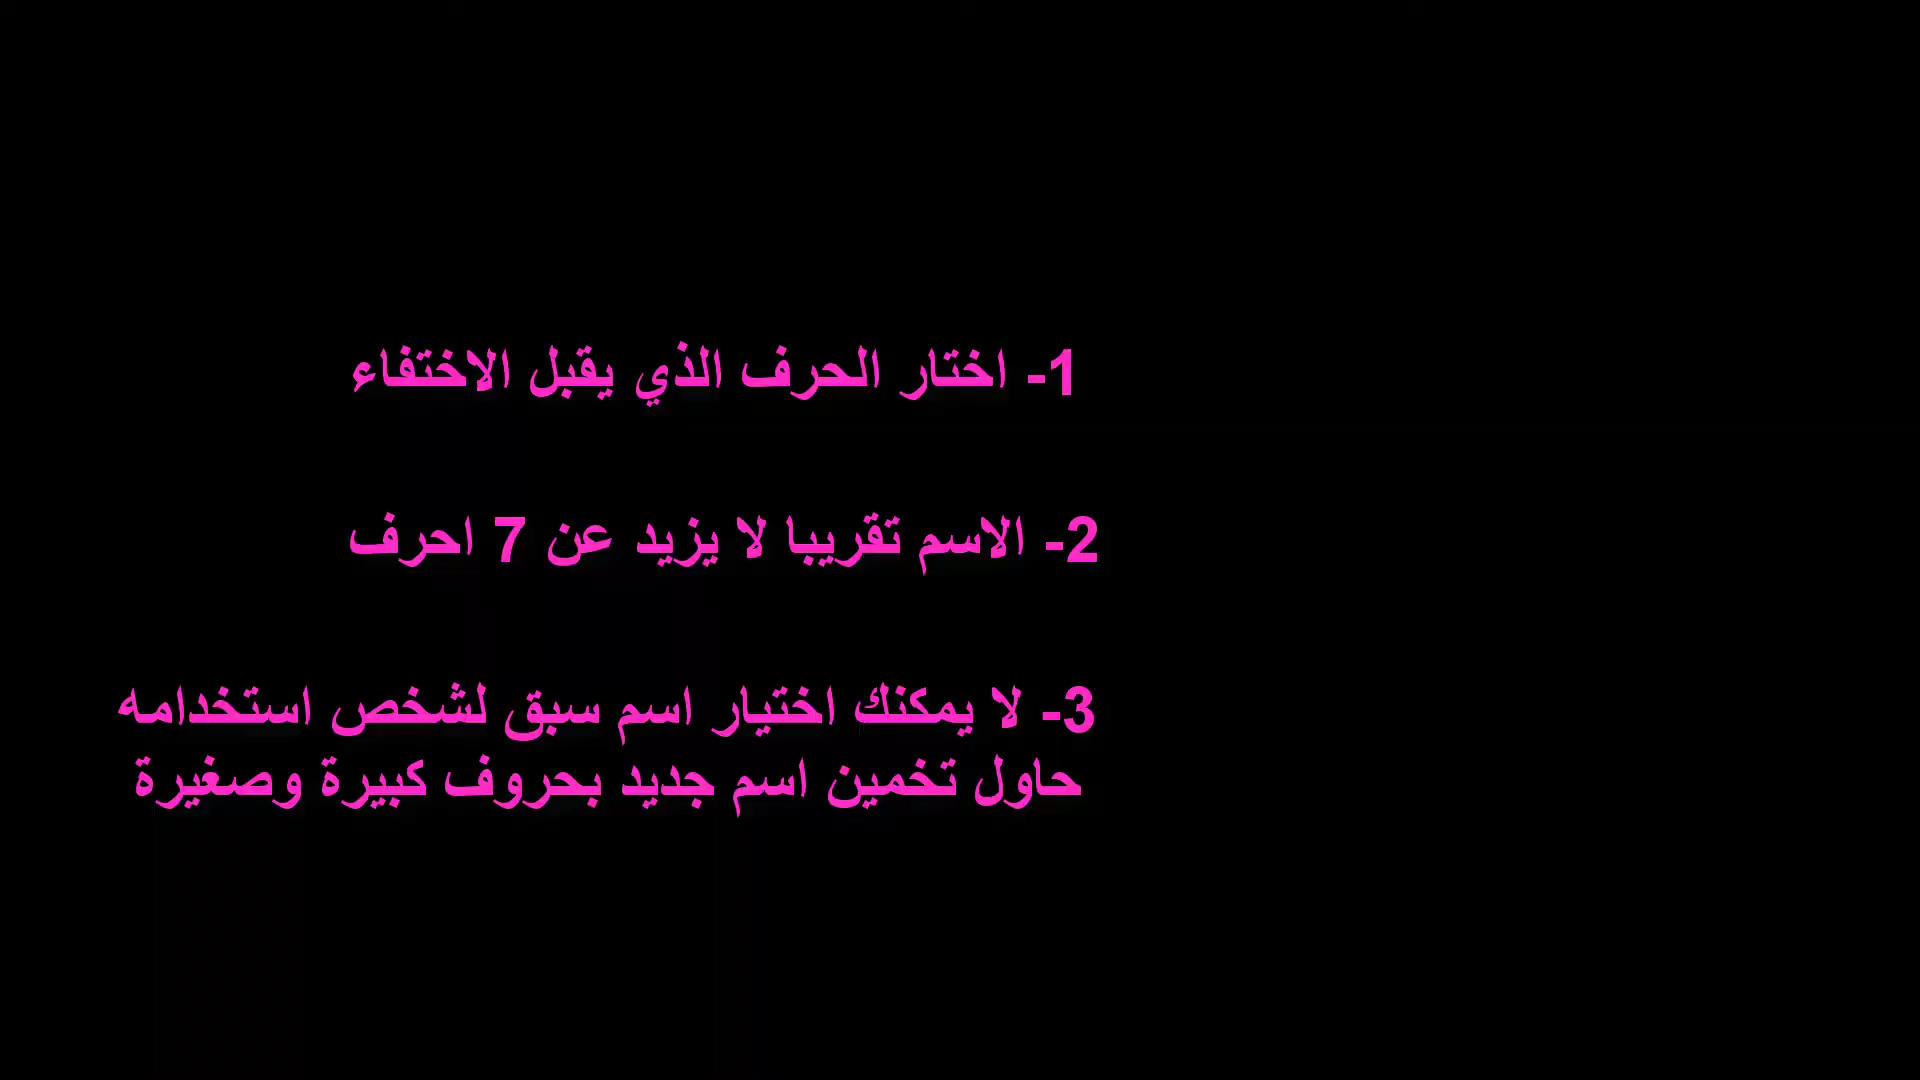 1- اختار الحرف الذي يقبل الاختفاء
2- الاسم تقريبا لا يزيد عن 7 احرف
3- لا يمكنك اختيار اسم سبق لشخص استخدامه
حاول تخمين اسم جديد بحروف كبيرة وصغيرة